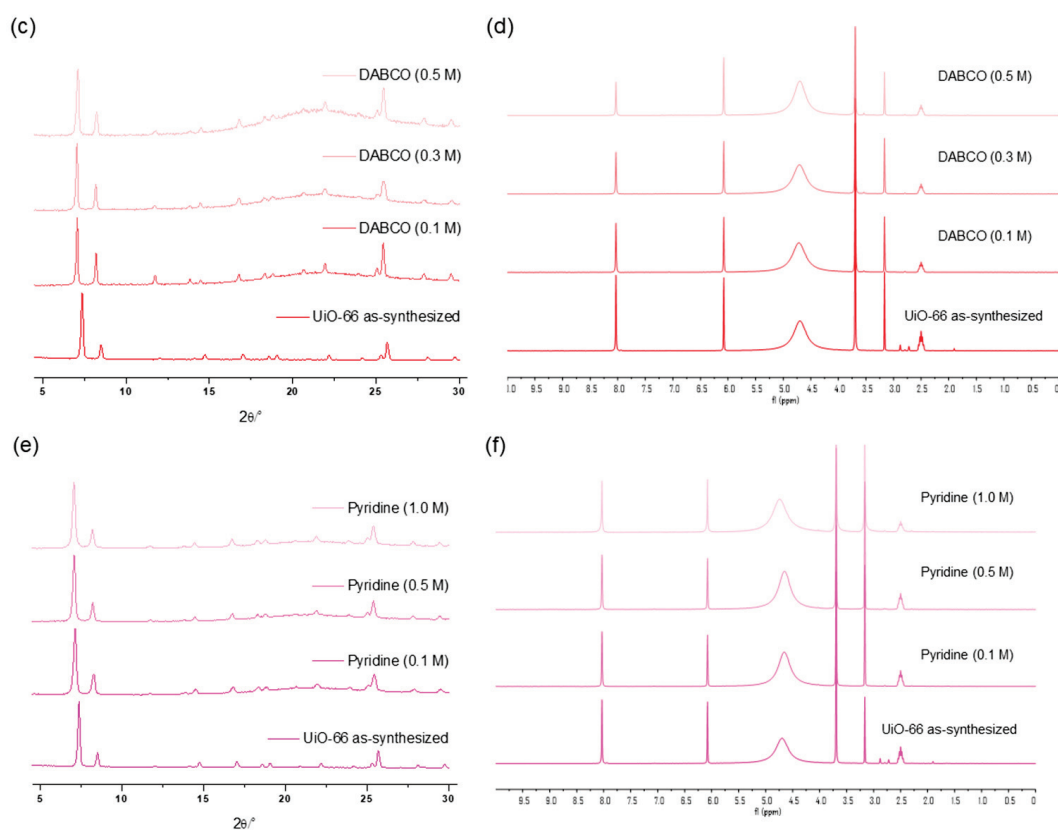 (c)
DABCO (0.5 M)
DABCO (0.3 M)
DABCO (0.1 M)
UiO-66 as-synthesized
5 10 15 20 25 30
2θ/°
(d)
DABCO (0.5 M)
DABCO (0.3 M)
DABCO (0.1 M)
UiO-66 as-synthesized
1.0 9.5 9.0 8.5 8.0 7.5 7.0 6.5 6.0 5.5 5.0 4.5 4.0 3.5 3.0 2.5 2.0 1.5 1.0 0.5 0
fl (ppm)
(e)
Pyridine (1.0 M)
Pyridine (0.5 M)
Pyridine (0.1 M)
UiO-66 as-synthesized
5 10 15 20 25 30
2θ/°
(f)
Pyridine (1.0 M)
Pyridine (0.5 M)
Pyridine (0.1 M)
UiO-66 as-synthesized
9.5 9.0 8.5 8.0 7.5 7.0 6.5 6.0 5.5 5.0 4.5 4.0 3.5 3.0 2.5 2.0 1.5 1.0 0.5 0
fl (ppm)